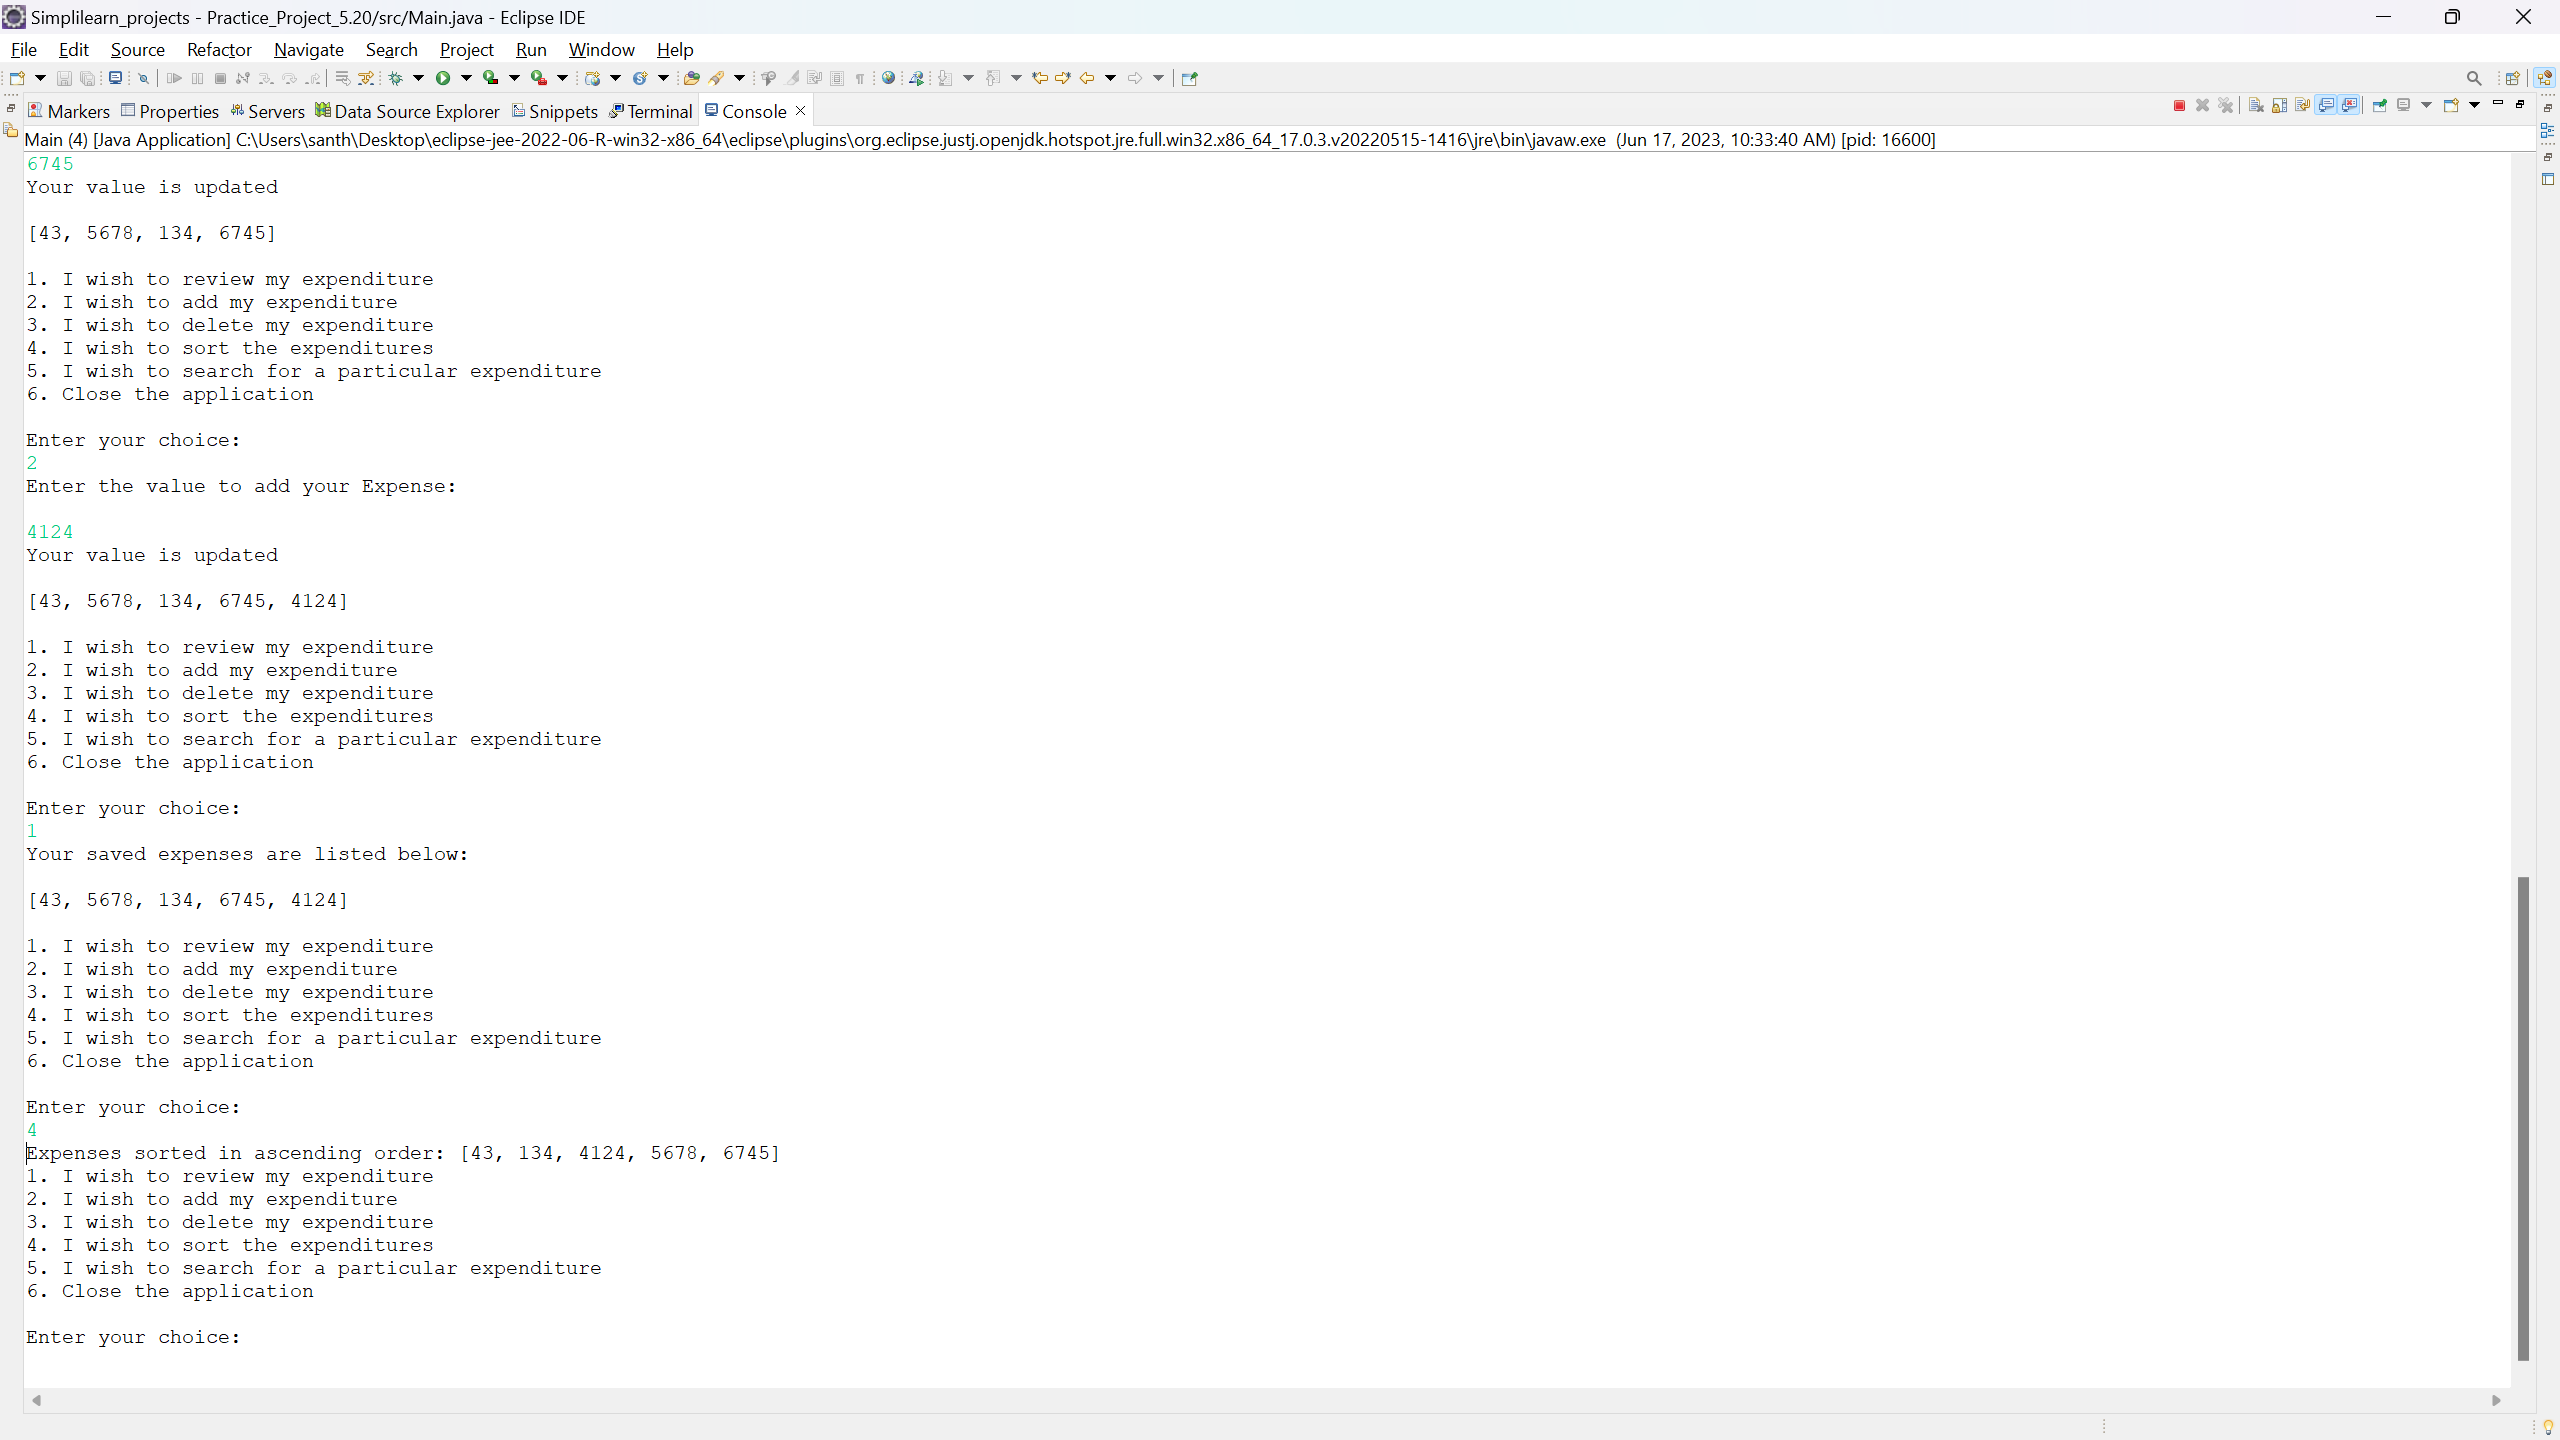 Simplilearn_projects - Practice_Project_5.20/src/Main.java - Eclipse IDE
File Edit Source Refactor Navigate Search Project Run Window Help
Markers Properties Servers Data Source Explorer Snippets Terminal Console
Main (4) [Java Application] C:\Users\santh\Desktop\eclipse-jee-2022-06-R-win32-x86_64\eclipse\plugins\org.eclipse.justj.openjdk.hotspot.jre.full.win32.x86_64_17.0.3.v20220515-1416\jre\bin\javaw.exe (Jun 17, 2023, 10:33:40 AM) [pid: 16600]
6745
Your value is updated
[43, 5678, 134, 6745]
1. I wish to review my expenditure
2. I wish to add my expenditure
3. I wish to delete my expenditure
4. I wish to sort the expenditures
5. I wish to search for a particular expenditure
6. Close the application
Enter your choice:
2
Enter the value to add your Expense:
4124
Your value is updated
[43, 5678, 134, 6745, 4124]
1. I wish to review my expenditure
2. I wish to add my expenditure
3. I wish to delete my expenditure
4. I wish to sort the expenditures
5. I wish to search for a particular expenditure
6. Close the application
Enter your choice:
1
Your saved expenses are listed below:
[43, 5678, 134, 6745, 4124]
1. I wish to review my expenditure
2. I wish to add my expenditure
3. I wish to delete my expenditure
4. I wish to sort the expenditures
5. I wish to search for a particular expenditure
6. Close the application
Enter your choice:
4
Expenses sorted in ascending order: [43, 134, 4124, 5678, 6745]
1. I wish to review my expenditure
2. I wish to add my expenditure
3. I wish to delete my expenditure
4. I wish to sort the expenditures
5. I wish to search for a particular expenditure
6. Close the application
Enter your choice: